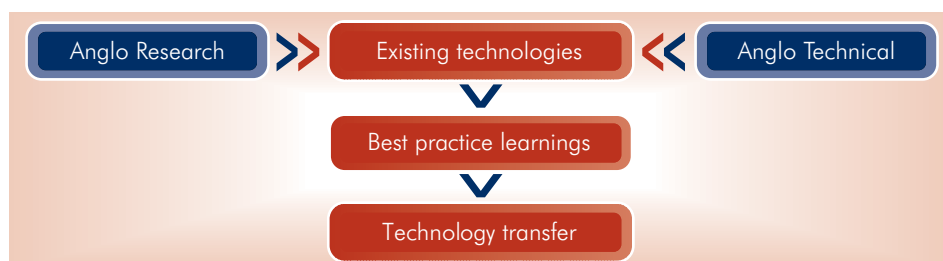 Anglo Research
Existing technologies
Anglo Technical
Best practice learnings
Technology transfer